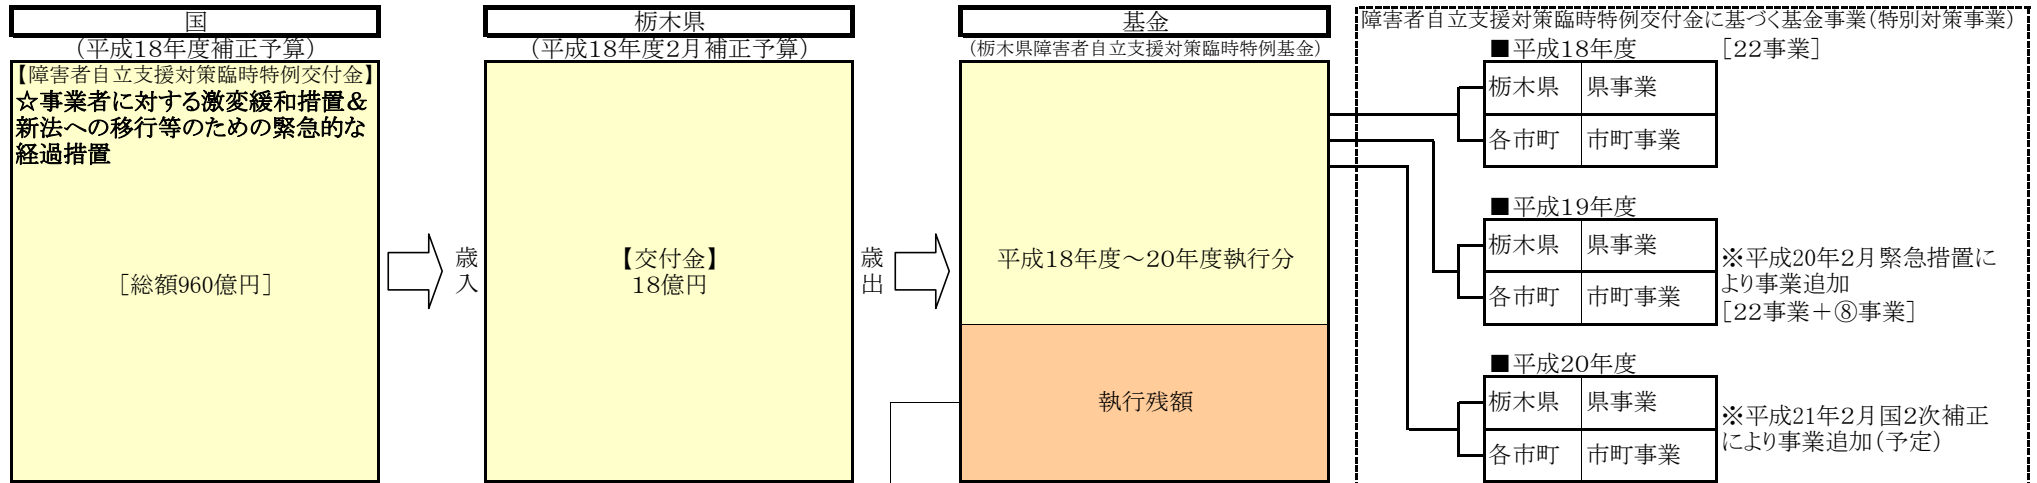 国
(平成18年度補正予算)
【障害者自立支援対策臨時特例交付金】
☆事業者に対する激変緩和措置&
新法への移行等のための緊急的な
経過措置
[総額960億円]
歳入
栃木県
(平成18年度2月補正予算)
【交付金】
18億円
歳出
基金
(栃木県障害者自立支援対策臨時特例基金)
平成18年度~20年度執行分
執行残額
障害者自立支援対策臨時特例交付金に基づく基金事業(特別対策事業)
■平成18年度 [22事業]
栃木県 県事業
各市町 市町事業
■平成19年度
栃木県 県事業
各市町 市町事業
※平成20年2月緊急措置に
より事業追加
[22事業+⑧事業]
■平成20年度
栃木県 県事業
各市町 市町事業
※平成21年2月国2次補正
により事業追加(予定)